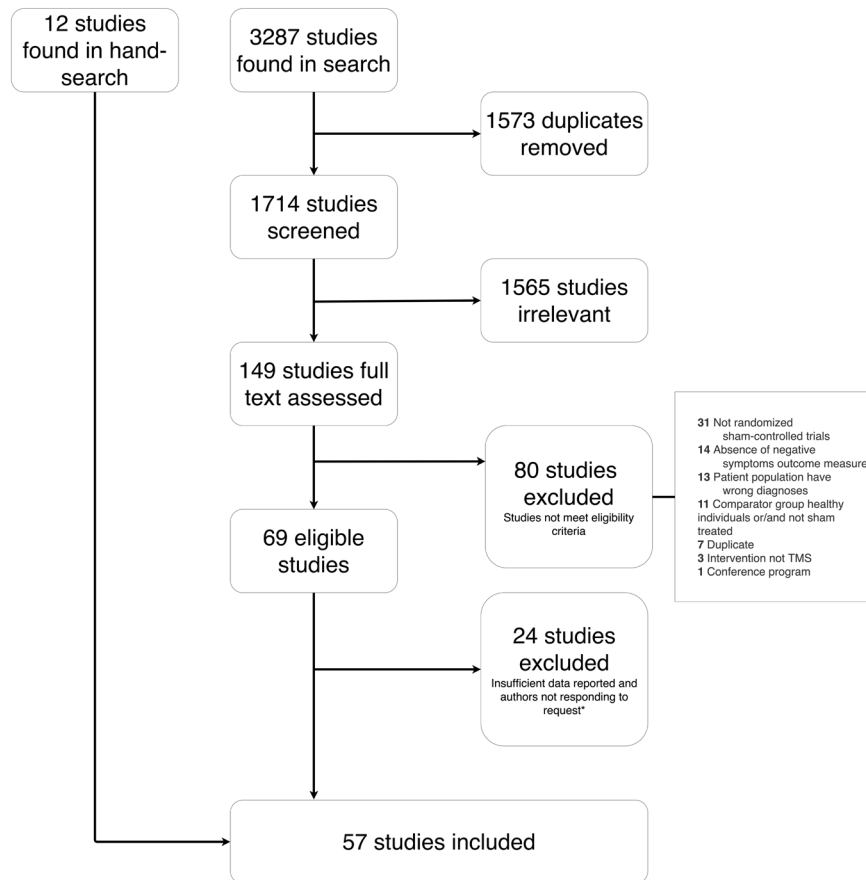 12 studies
found in hand-
search
3287 studies
found in search
1573 duplicates
removed
1714 studies
screened
1565 studies
irrelevant
149 studies full
text assessed
80 studies
excluded
Studies not meet eligibility
criteria
31 Not randomized
sham-controlled trials
14 Absence of negative
symptoms outcome measure
13 Patient population have
wrong diagnoses
11 Comparator group healthy
individuals or/and not sham
treated
7 Duplicate
3 Intervention not TMS
1 Conference program
69 eligible
studies
24 studies
excluded
Insufficient data reported and
authors not responding to
request*
57 studies included